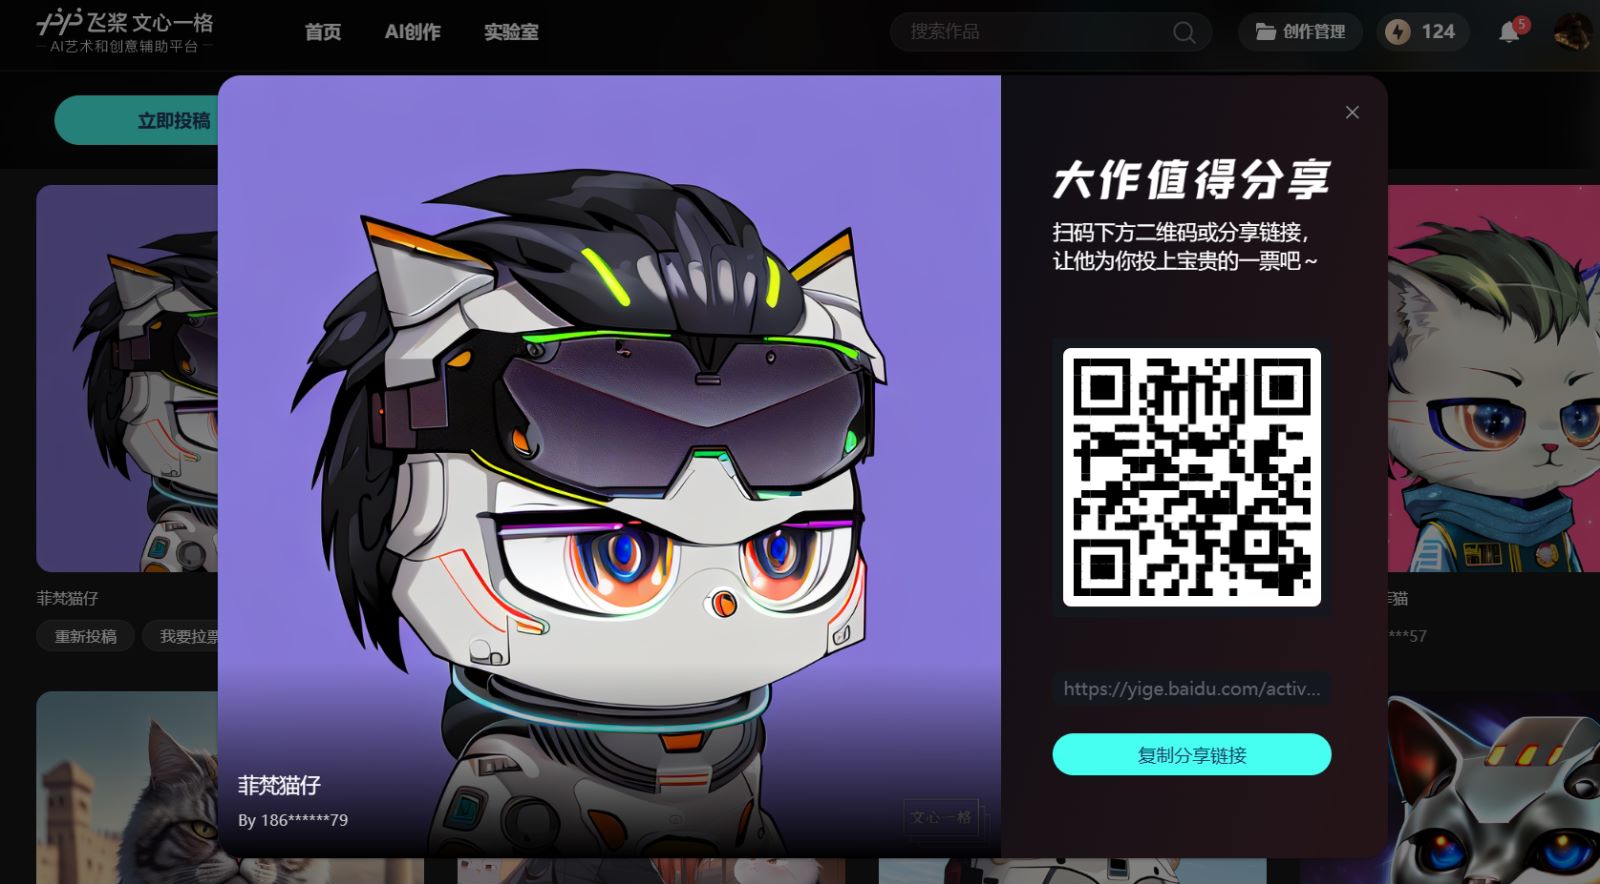 飞桨 文心一格
AI艺术和创意辅助平台
首页
AI创作
实验室
搜索作品
创作管理
124
5
立即投稿
大作值得分享
扫码下方二维码或分享链接，
让他为你投上宝贵的一票吧～
https://yige.baidu.com/activ...
复制分享链接
菲梵猫仔
By 186******79
文心一格
菲梵猫仔
重新投稿
我要拉票
猫
***57